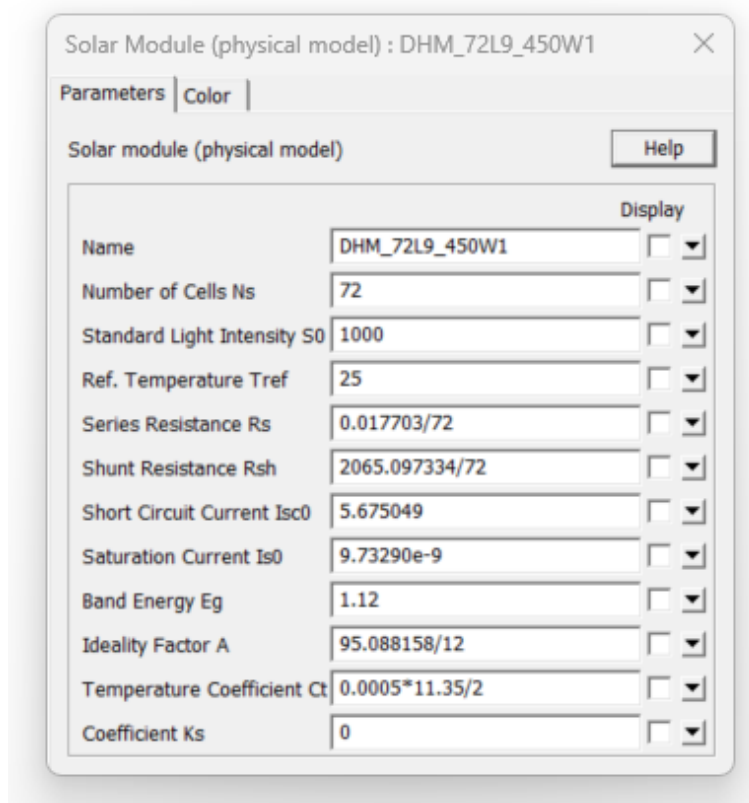 Solar Module (physical model) : DHM_72L9_450W1
Parameters Color
Solar module (physical model) Help
Display
Name DHM_72L9_450W1
Number of Cells Ns 72
Standard Light Intensity S0 1000
Ref. Temperature Tref 25
Series Resistance Rs 0.017703/72
Shunt Resistance Rsh 2065.097334/72
Short Circuit Current Isc0 5.675049
Saturation Current Is0 9.73290e-9
Band Energy Eg 1.12
Ideality Factor A 95.088158/12
Temperature Coefficient Ct 0.0005*11.35/2
Coefficient Ks 0